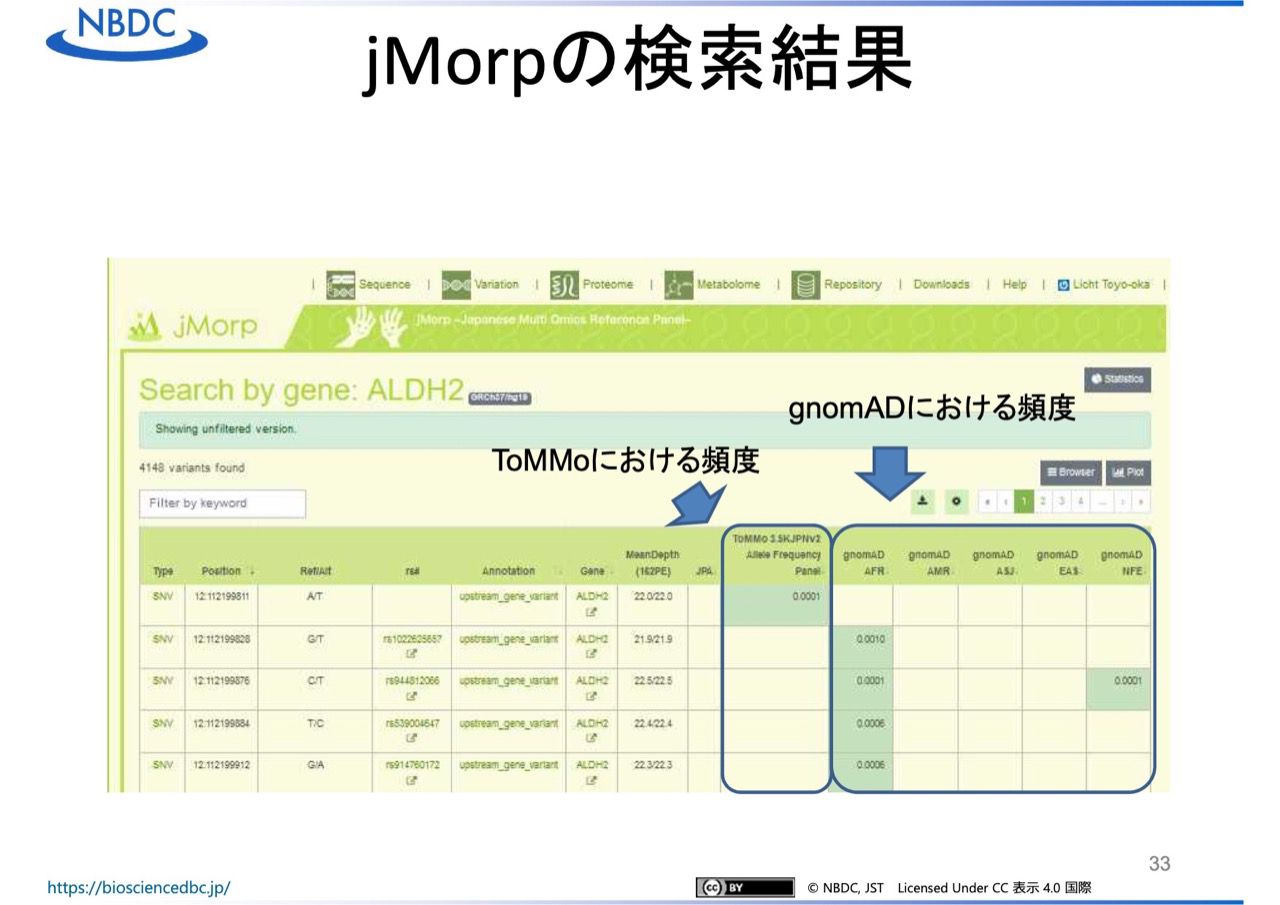 NBDC
jMorpの検索結果
| Sequence | Variation | Proteome | Metabolome | Repository | Downloads | Help | Licht Toyo-oka |
jMorp
jMorp -Japanese Multi Omics Reference Panel-
Search by gene: ALDH2 GRCh37/hg19
Statistics
gnomADにおける頻度
Showing unfiltered version.
ToMMoにおける頻度
4148 variants found
Browser Plot
Filter by keyword
« ‹ 1 2 3 4 ... › »
Type Position Ref/Alt rs# Annotation Gene MeanDepth (1&2PE) JPA ToMMo 3.5KJPNv2 Allele Frequency Panel gnomAD AFR gnomAD AMR gnomAD ASJ gnomAD EAS gnomAD NFE
SNV 12:112199811 A/T upstream_gene_variant ALDH2 22.0/22.0 0.0001
SNV 12:112199828 G/T rs1022625657 upstream_gene_variant ALDH2 21.9/21.9 0.0010
SNV 12:112199876 C/T rs944812066 upstream_gene_variant ALDH2 22.5/22.5 0.0001 0.0001
SNV 12:112199884 T/C rs539004647 upstream_gene_variant ALDH2 22.4/22.4 0.0006
SNV 12:112199912 G/A rs914760172 upstream_gene_variant ALDH2 22.3/22.3 0.0006
33
https://biosciencedbc.jp/
cc BY
© NBDC, JST Licensed Under CC 表示 4.0 国際